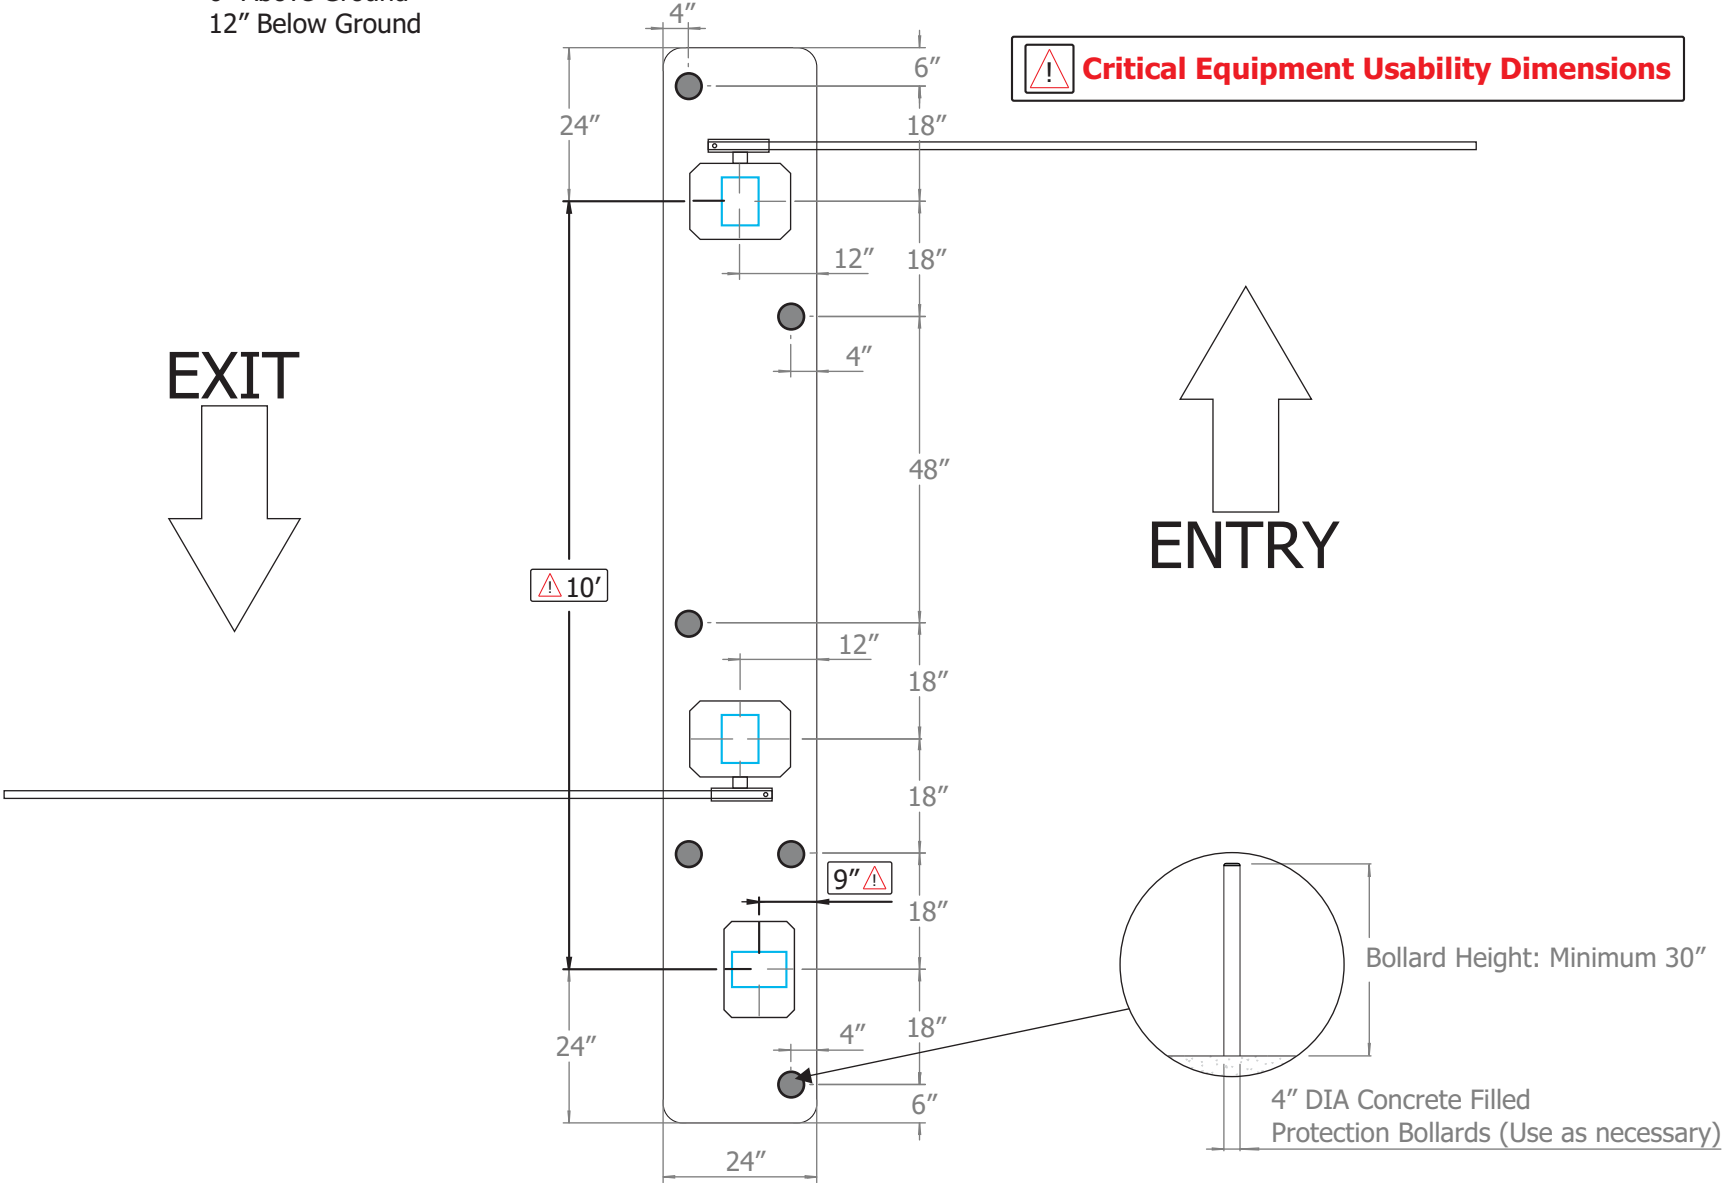 12″ Below Ground
4″
6″
! Critical Equipment Usability Dimensions
24″
18″
12″
18″
4″
EXIT
48″
ENTRY
! 10′
12″
18″
18″
9″ !
18″
Bollard Height: Minimum 30″
4″
18″
24″
6″
4″ DIA Concrete Filled
Protection Bollards (Use as necessary)
24″